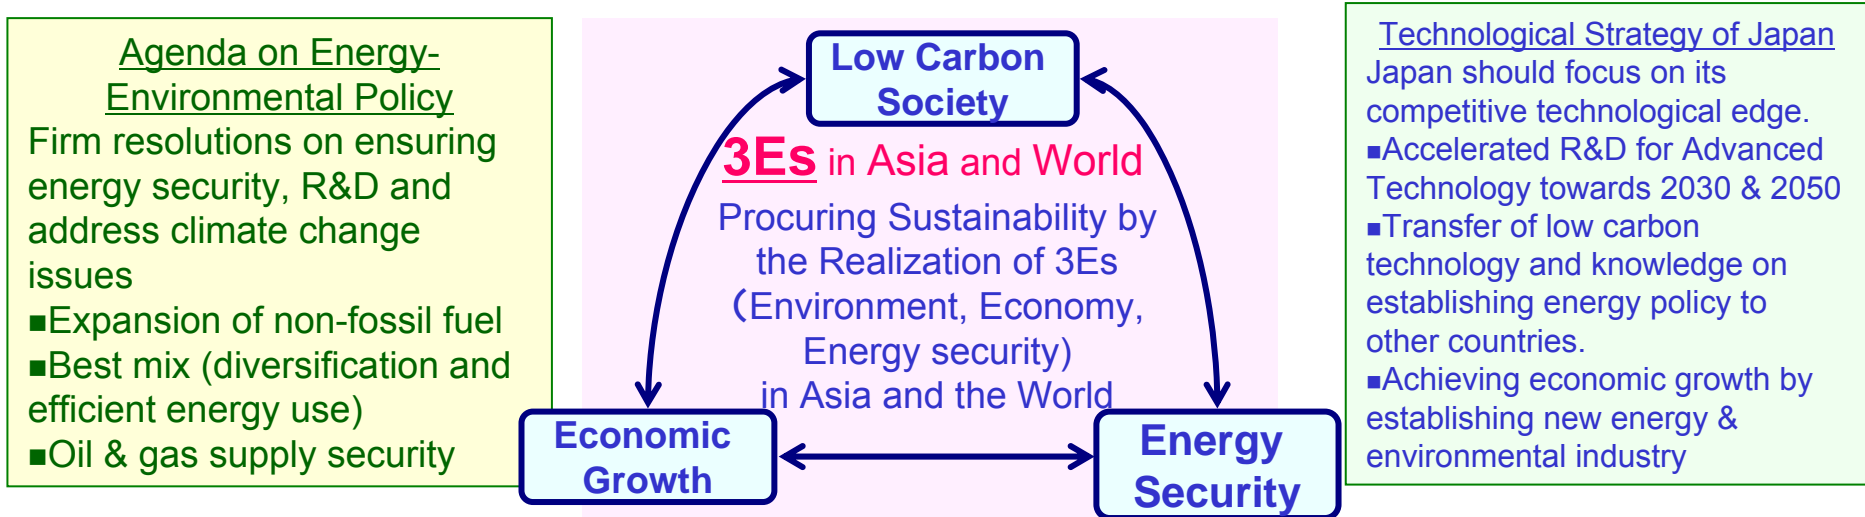 Agenda on Energy-
Environmental Policy
Firm resolutions on ensuring
energy security, R&D and
address climate change
issues
■Expansion of non-fossil fuel
■Best mix (diversification and
efficient energy use)
■Oil & gas supply security
Low Carbon
Society
3Es in Asia and World
Procuring Sustainability by
the Realization of 3Es
（Environment, Economy,
Energy security)
in Asia and the World
Economic
Growth
Energy
Security
Technological Strategy of Japan
Japan should focus on its
competitive technological edge.
■Accelerated R&D for Advanced
Technology towards 2030 & 2050
■Transfer of low carbon
technology and knowledge on
establishing energy policy to
other countries.
■Achieving economic growth by
establishing new energy &
environmental industry